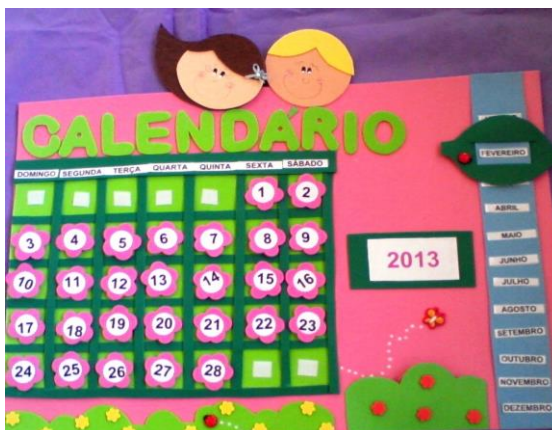 CALENDÁRIO
DOMINGO SEGUNDA TERÇA QUARTA QUINTA SEXTA SÁBADO
1 2
3 4 5 6 7 8 9
10 11 12 13 14 15 16
17 18 19 20 21 22 23
24 25 26 27 28
2013
FEVEREIRO
ABRIL
MAIO
JUNHO
JULHO
AGOSTO
SETEMBRO
OUTUBRO
NOVEMBRO
DEZEMBRO